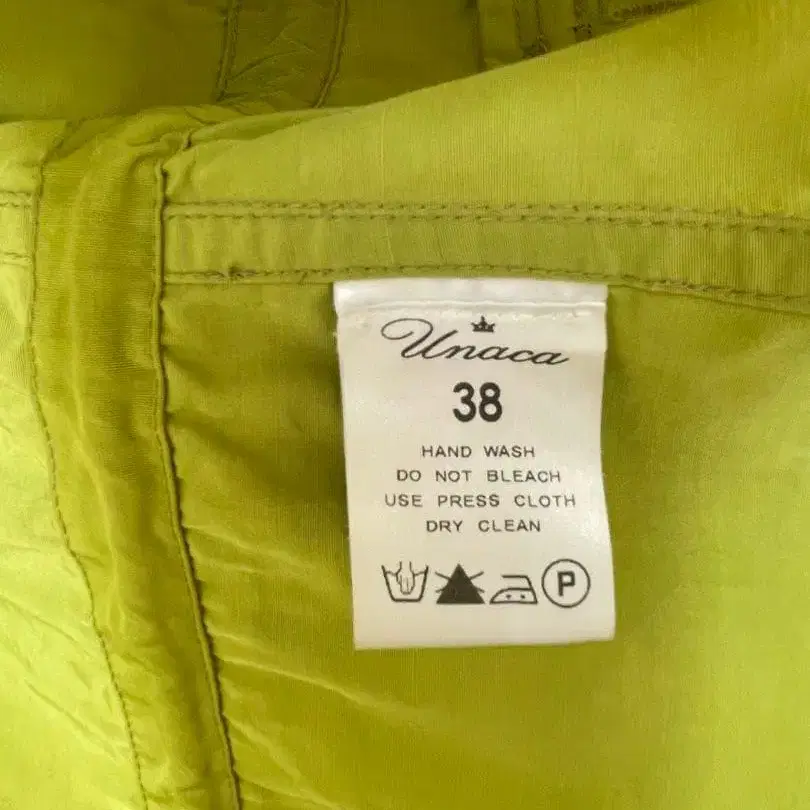 Unaca
38
HAND WASH
DO NOT BLEACH
USE PRESS CLOTH
DRY CLEAN
P